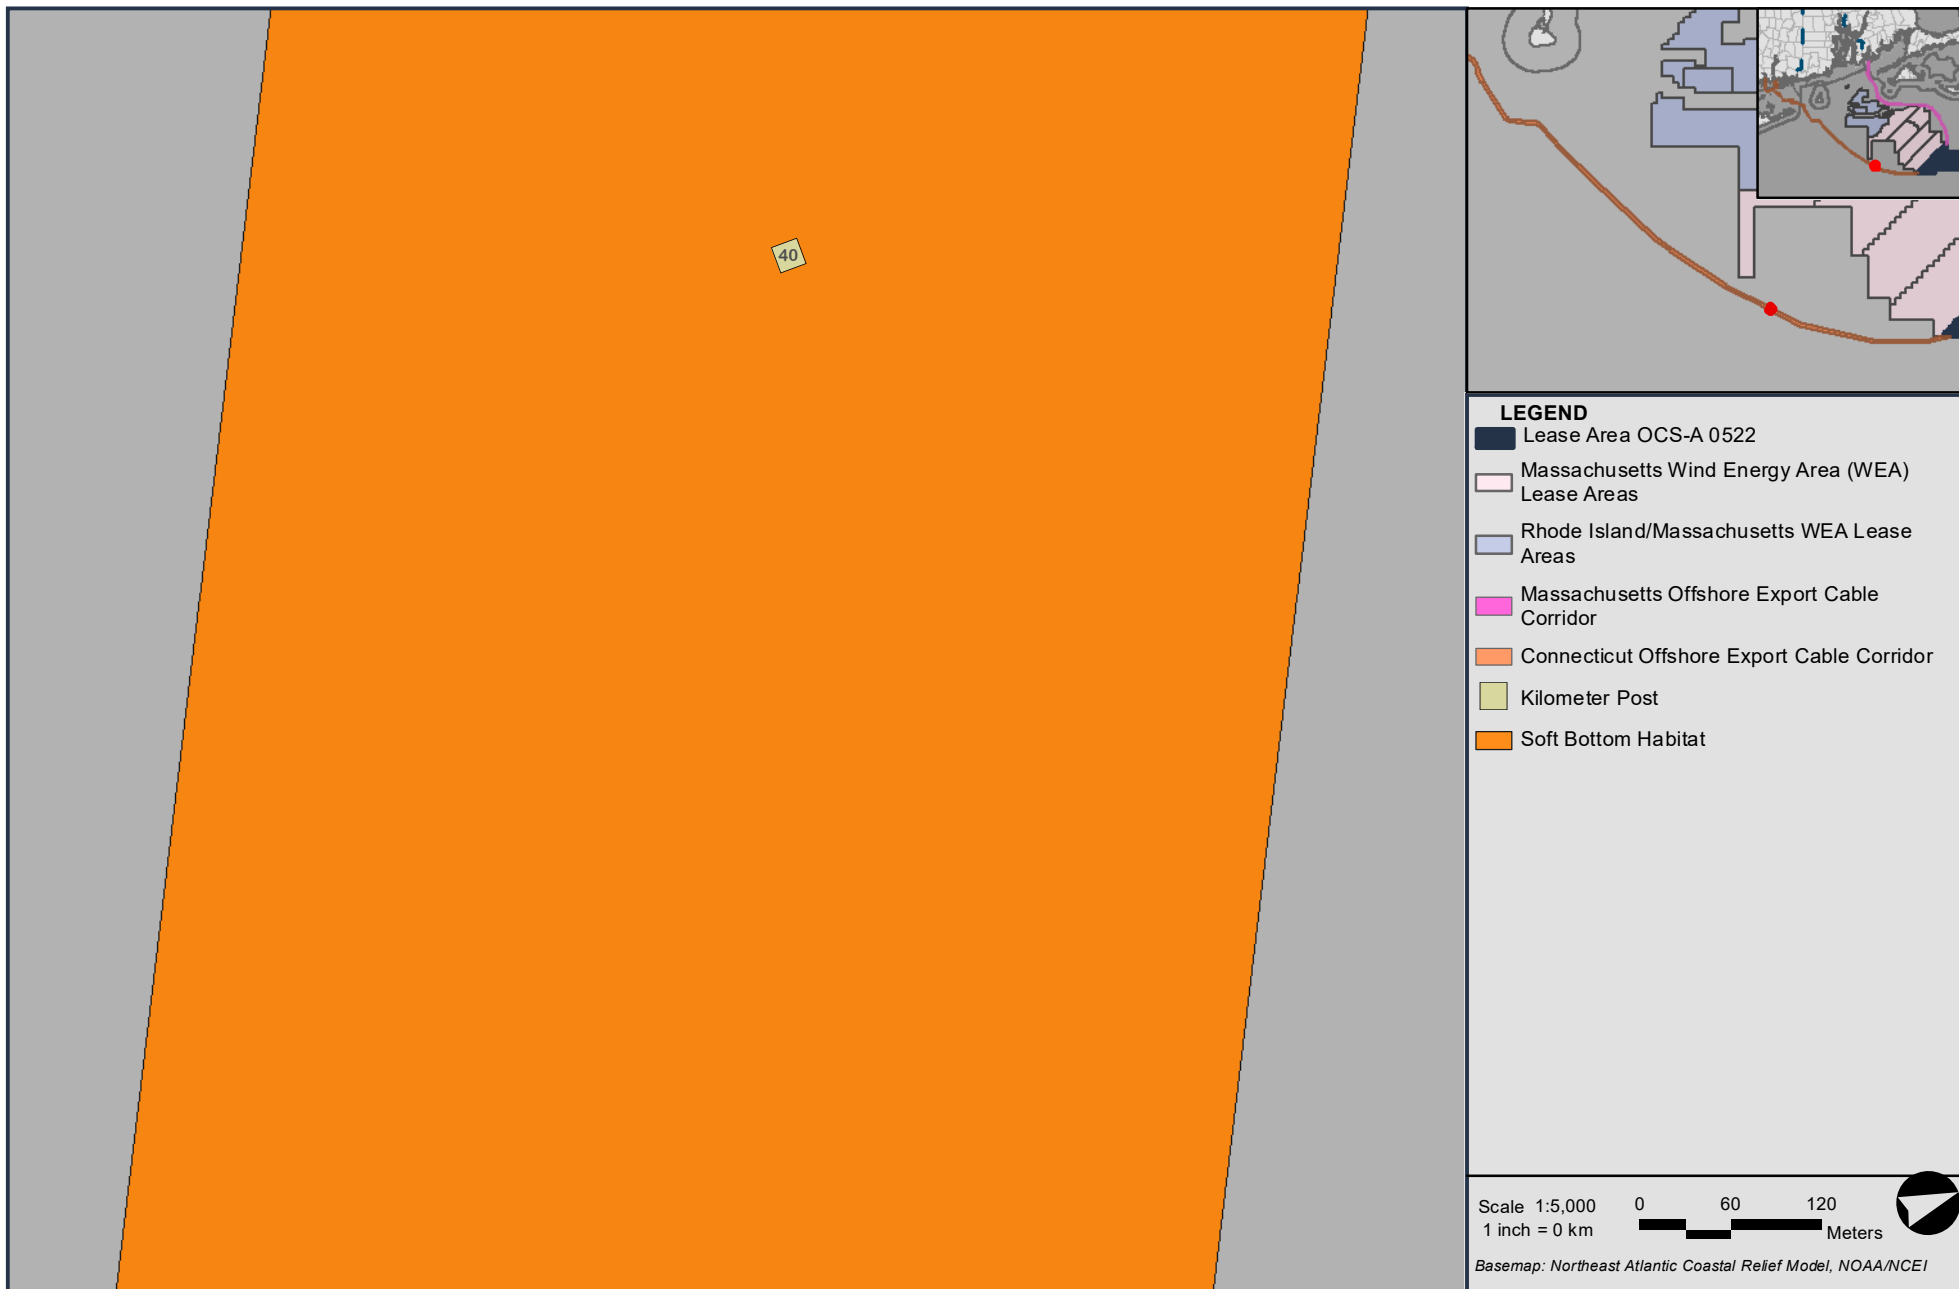 40
LEGEND
Lease Area OCS-A 0522
Massachusetts Wind Energy Area (WEA)
Lease Areas
Rhode Island/Massachusetts WEA Lease
Areas
Massachusetts Offshore Export Cable
Corridor
Connecticut Offshore Export Cable Corridor
Kilometer Post
Soft Bottom Habitat
Scale 1:5,000
1 inch = 0 km
0 60 120
Meters
Basemap: Northeast Atlantic Coastal Relief Model, NOAA/NCEI